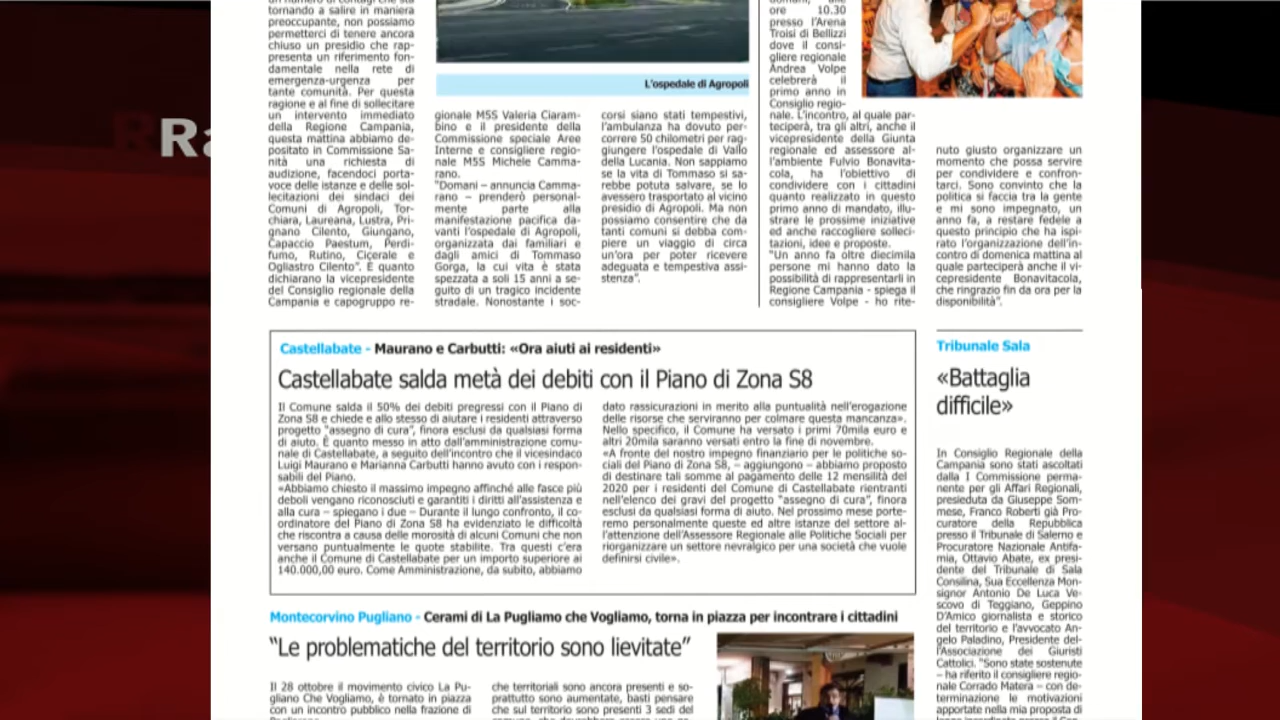 Ra
tornando a salire in maniera
preoccupante, non possiamo
permetterci di tenere ancora
chiuso un presidio che rap-
presenta un riferimento fon-
damentale nella rete di
emergenza-urgenza per
tante comunità. Per questa
ragione e al fine di sollecitare
un intervento immediato
della Regione Campania,
questa mattina abbiamo de-
positato in Commissione Sa-
nità una richiesta di
audizione, facendoci porta-
voce delle istanze e delle sol-
lecitazioni dei sindaci dei
Comuni di Agropoli, Tor-
chiara, Laureana, Lustra, Pri-
gnano Cilento, Giungano,
Capaccio Paestum, Perdi-
fumo, Rutino, Cicerale e
Ogliastro Cilento". È quanto
dichiarano la vicepresidente
del Consiglio regionale della
Campania e capogruppo re-
L'ospedale di Agropoli
gionale M5S Valeria Ciaram-
bino e il presidente della
Commissione speciale Aree
Interne e consigliere regio-
nale M5S Michele Camma-
rano.
"Domani – annuncia Camma-
rano – prenderò personal-
mente parte alla
manifestazione pacifica da-
vanti l'ospedale di Agropoli,
organizzata dai familiari e
dagli amici di Tommaso
Gorga, la cui vita è stata
spezzata a soli 15 anni a se-
guito di un tragico incidente
stradale. Nonostante i soc-
corsi siano stati tempestivi,
l'ambulanza ha dovuto per-
correre 50 chilometri per rag-
giungere l'ospedale di Vallo
della Lucania. Non sappiamo
se la vita di Tommaso si sa-
rebbe potuta salvare, se lo
avessero trasportato al vicino
presidio di Agropoli. Ma non
possiamo consentire che da
tanti comuni si debba com-
piere un viaggio di circa
un'ora per poter ricevere
adeguata e tempestiva assi-
stenza".
ore 10.30
presso l'Arena
Troisi di Bellizzi
dove il consi-
gliere regionale
Andrea Volpe
celebrerà il
primo anno in
Consiglio regio-
nale. L'incontro, al quale par-
teciperà, tra gli altri, anche il
vicepresidente della Giunta
regionale ed assessore al-
l'ambiente Fulvio Bonavita-
cola, ha l'obiettivo di
condividere con i cittadini
quanto realizzato in questo
primo anno di mandato, illu-
strare le prossime iniziative
ed anche raccogliere solleci-
tazioni, idee e proposte.
"Un anno fa oltre diecimila
persone mi hanno dato la
possibilità di rappresentarli in
Regione Campania - spiega il
consigliere Volpe - ho rite-
nuto giusto organizzare un
momento che possa servire
per condividere e confron-
tarci. Sono convinto che la
politica si faccia tra la gente
e mi sono impegnato, un
anno fa, a restare fedele a
questo principio che ha ispi-
rato l'organizzazione dell'in-
contro di domenica mattina al
quale parteciperà anche il vi-
cepresidente Bonavitacola,
che ringrazio fin da ora per la
disponibilità".
Castellabate - Maurano e Carbutti: «Ora aiuti ai residenti»
Castellabate salda metà dei debiti con il Piano di Zona S8
Il Comune salda il 50% dei debiti pregressi con il Piano di
Zona S8 e chiede e allo stesso di aiutare i residenti attraverso
progetto "assegno di cura", finora esclusi da qualsiasi forma
di aiuto. È quanto messo in atto dall'amministrazione comu-
nale di Castellabate, a seguito dell'incontro che il vicesindaco
Luigi Maurano e Marianna Carbutti hanno avuto con i respon-
sabili del Piano.
«Abbiamo chiesto il massimo impegno affinché alle fasce più
deboli vengano riconosciuti e garantiti i diritti all'assistenza e
alla cura – spiegano i due – Durante il lungo confronto, il co-
ordinatore del Piano di Zona S8 ha evidenziato le difficoltà
che riscontra a causa delle morosità di alcuni Comuni che non
versano puntualmente le quote stabilite. Tra questi c'era
anche il Comune di Castellabate per un importo superiore ai
140.000,00 euro. Come Amministrazione, da subito, abbiamo
dato rassicurazioni in merito alla puntualità nell'erogazione
delle risorse che serviranno per colmare questa mancanza».
Nello specifico, il Comune ha versato i primi 70mila euro e
altri 20mila saranno versati entro la fine di novembre.
«A fronte del nostro impegno finanziario per le politiche so-
ciali del Piano di Zona S8, – aggiungono – abbiamo proposto
di destinare tali somme al pagamento delle 12 mensilità del
2020 per i residenti del Comune di Castellabate rientranti
nell'elenco dei gravi del progetto "assegno di cura", finora
esclusi da qualsiasi forma di aiuto. Nel prossimo mese porte-
remo personalmente queste ed altre istanze del settore al-
l'attenzione dell'Assessore Regionale alle Politiche Sociali per
riorganizzare un settore nevralgico per una società che vuole
definirsi civile».
Tribunale Sala
«Battaglia
difficile»
In Consiglio Regionale della
Campania sono stati ascoltati
dalla I Commissione perma-
nente per gli Affari Regionali,
presieduta da Giuseppe Som-
mese, Franco Roberti già Pro-
curatore della Repubblica
presso il Tribunale di Salerno e
Procuratore Nazionale Antifa-
mia, Ottavio Abate, ex presi-
dente del Tribunale di Sala
Consilina, Sua Eccellenza Mon-
signor Antonio De Luca Ve-
scovo di Teggiano, Geppino
D'Amico giornalista e storico
del territorio e l'avvocato An-
gelo Paladino, Presidente del-
l'Associazione dei Giuristi
Cattolici. "Sono state sostenute
– ha riferito il consigliere regio-
nale Corrado Matera – con de-
terminazione le motivazioni
apportate nella mia proposta di
Montecorvino Pugliano - Cerami di La Pugliamo che Vogliamo, torna in piazza per incontrare i cittadini
"Le problematiche del territorio sono lievitate"
Il 28 ottobre il movimento civico La Pu-
gliano Che Vogliamo, è tornato in piazza
con un incontro pubblico nella frazione di
che territoriali sono ancora presenti e so-
prattutto sono aumentate, basti pensare
che sul territorio sono presenti 3 sedi del